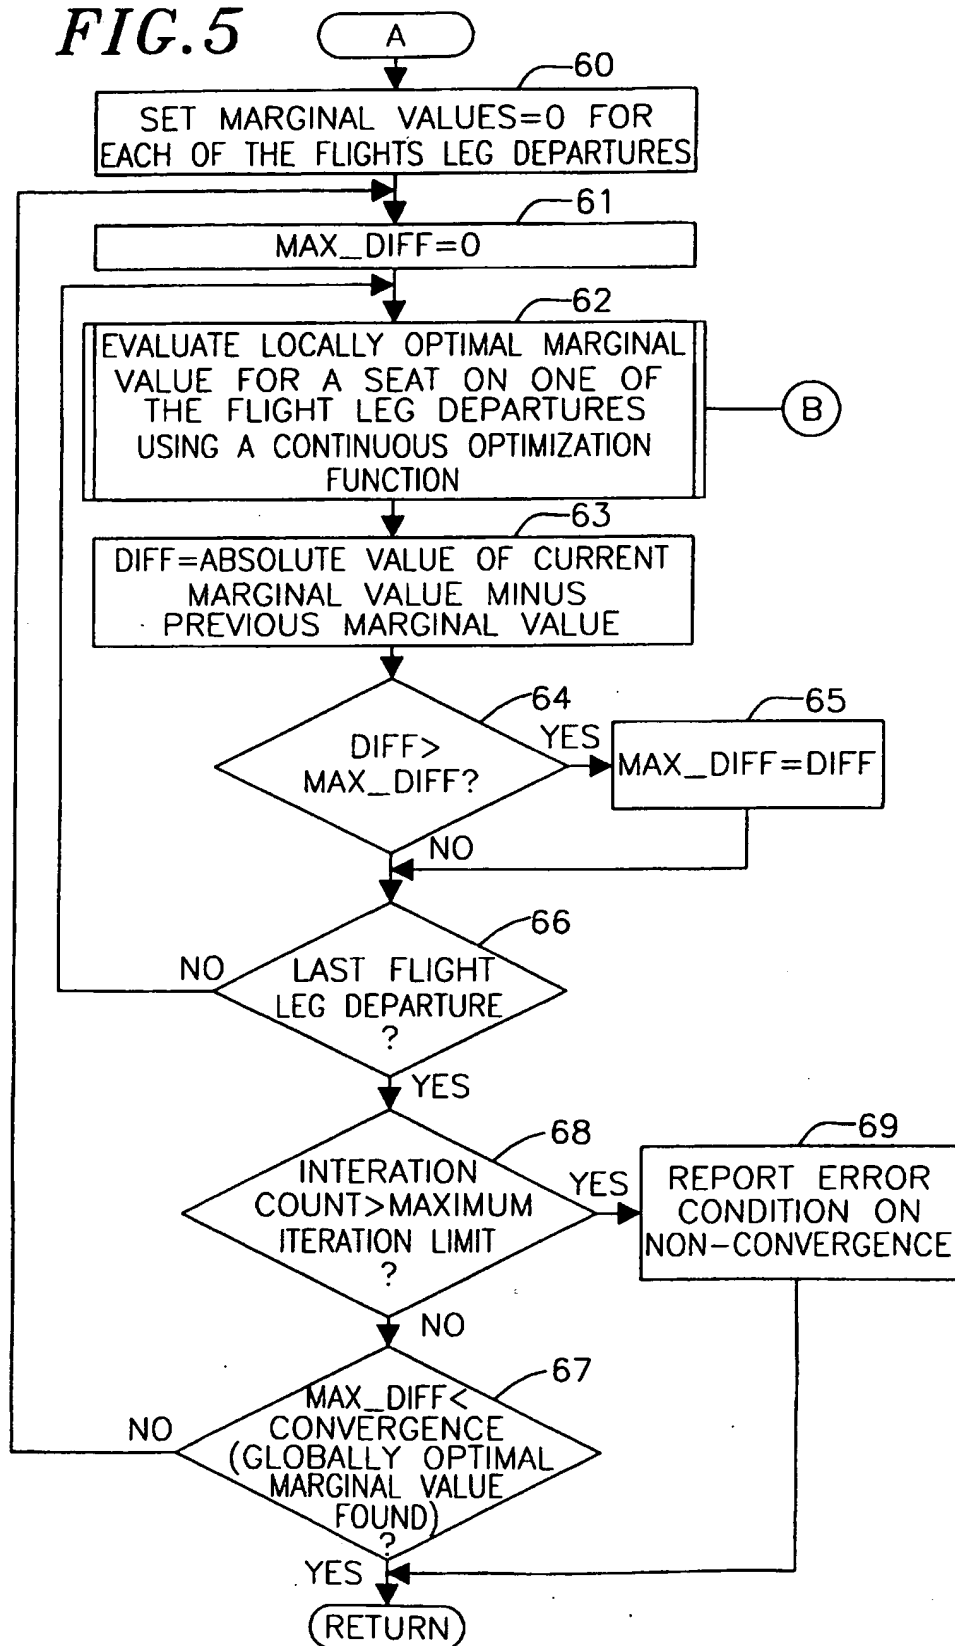 FIG.5
A
60
SET MARGINAL VALUES=0 FOR
EACH OF THE FLIGHTS LEG DEPARTURES
61
MAX_DIFF=0
62
EVALUATE LOCALLY OPTIMAL MARGINAL
VALUE FOR A SEAT ON ONE OF
THE FLIGHT LEG DEPARTURES
USING A CONTINUOUS OPTIMIZATION
FUNCTION
B
63
DIFF=ABSOLUTE VALUE OF CURRENT
MARGINAL VALUE MINUS
PREVIOUS MARGINAL VALUE
64
DIFF>
MAX_DIFF?
YES
65
MAX_DIFF=DIFF
NO
66
LAST FLIGHT
LEG DEPARTURE
?
NO
YES
68
INTERATION
COUNT>MAXIMUM
ITERATION LIMIT
?
YES
69
REPORT ERROR
CONDITION ON
NON-CONVERGENCE
NO
67
MAX_DIFF<
CONVERGENCE
(GLOBALLY OPTIMAL
MARGINAL VALUE
FOUND)
?
NO
YES
RETURN